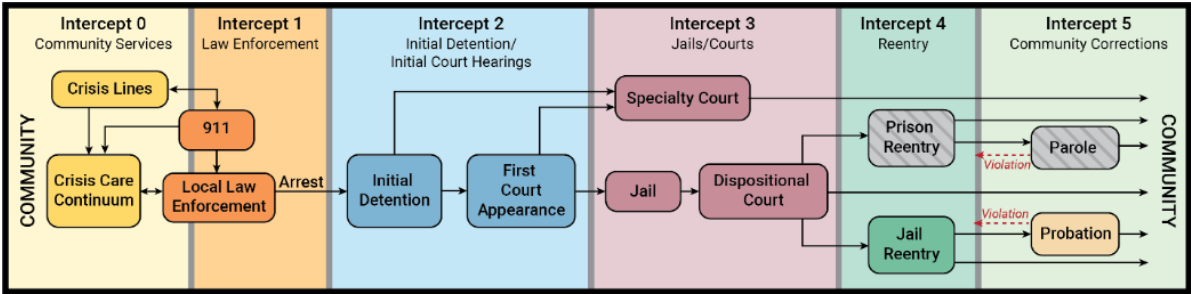 Intercept 0
Community Services
Intercept 1
Law Enforcement
Intercept 2
Initial Detention/
Initial Court Hearings
Intercept 3
Jails/Courts
Intercept 4
Reentry
Intercept 5
Community Corrections
COMMUNITY
Crisis Lines
911
Crisis Care
Continuum
Local Law
Enforcement
Arrest
Initial
Detention
First
Court
Appearance
Specialty Court
Jail
Dispositional
Court
Prison
Reentry
Parole
Violation
Jail
Reentry
Violation
Probation
COMMUNITY